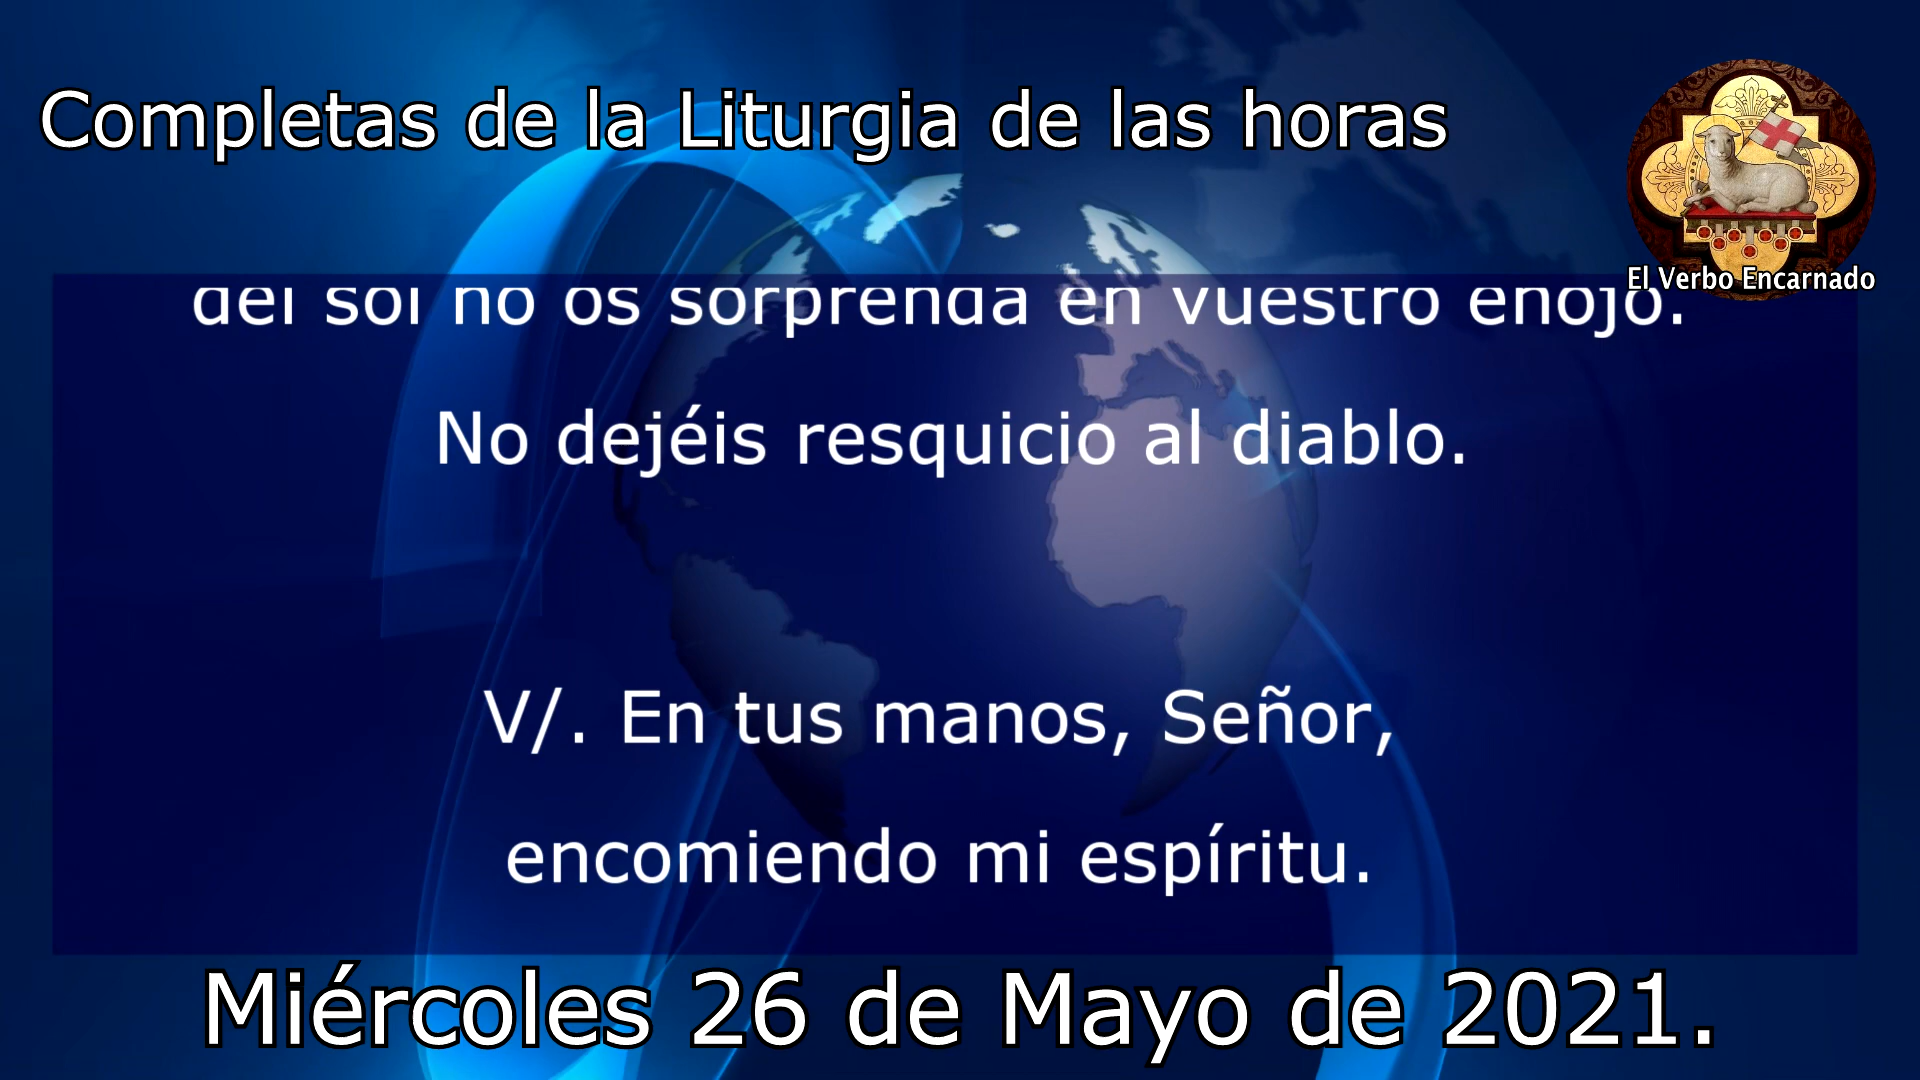 Completas de la Liturgia de las horas
El Verbo Encarnado
del sol no os sorprenda en vuestro enojo.
No dejéis resquicio al diablo.
V/. En tus manos, Señor,
encomiendo mi espíritu.
Miércoles 26 de Mayo de 2021.